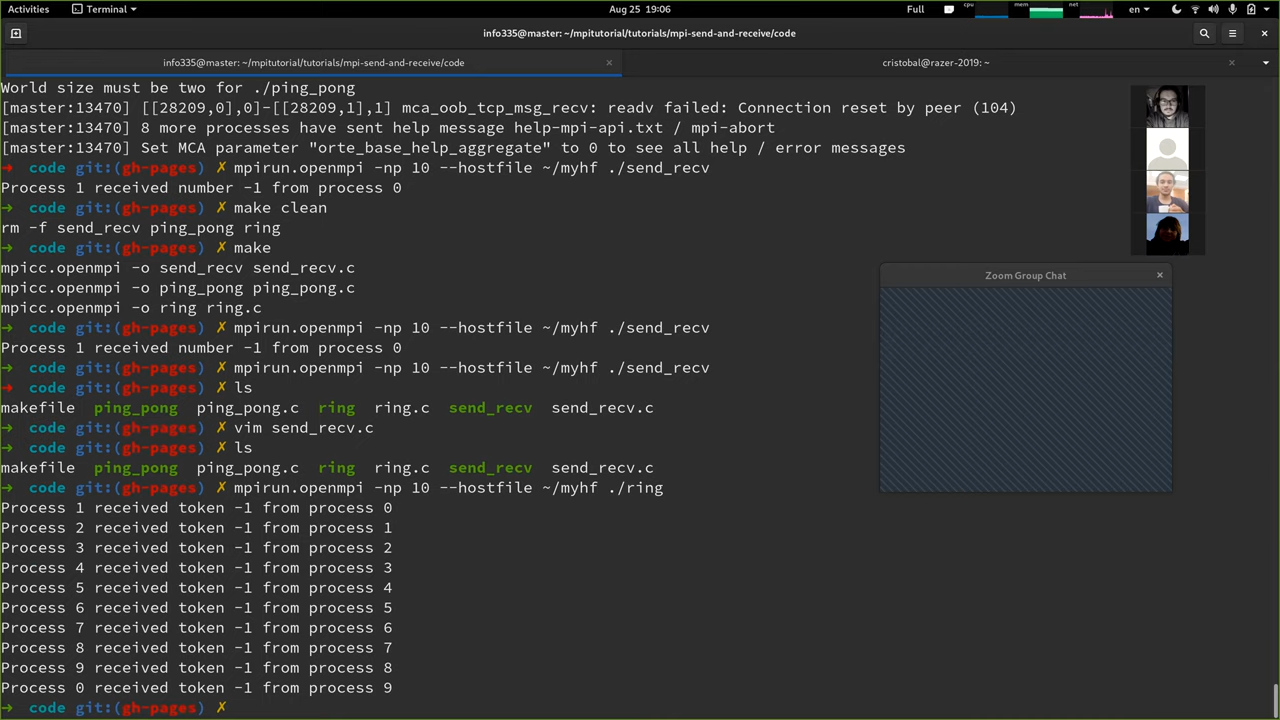 Activities
Terminal
Aug 25 19:06
Full
cpu
mem
net
en
info335@master: ~/mpitutorial/tutorials/mpi-send-and-receive/code
info335@master: ~/mpitutorial/tutorials/mpi-send-and-receive/code
cristobal@razer-2019: ~
World size must be two for ./ping_pong
[master:13470] [[28209,0],0]-[[28209,1],1] mca_oob_tcp_msg_recv: readv failed: Connection reset by peer (104)
[master:13470] 8 more processes have sent help message help-mpi-api.txt / mpi-abort
[master:13470] Set MCA parameter "orte_base_help_aggregate" to 0 to see all help / error messages
→ code git:(gh-pages) ✗ mpirun.openmpi -np 10 --hostfile ~/myhf ./send_recv
Process 1 received number -1 from process 0
→ code git:(gh-pages) ✗ make clean
rm -f send_recv ping_pong ring
→ code git:(gh-pages) ✗ make
mpicc.openmpi -o send_recv send_recv.c
mpicc.openmpi -o ping_pong ping_pong.c
mpicc.openmpi -o ring ring.c
→ code git:(gh-pages) ✗ mpirun.openmpi -np 10 --hostfile ~/myhf ./send_recv
Process 1 received number -1 from process 0
→ code git:(gh-pages) ✗ mpirun.openmpi -np 10 --hostfile ~/myhf ./send_recv
→ code git:(gh-pages) ✗ ls
makefile ping_pong ping_pong.c ring ring.c send_recv send_recv.c
→ code git:(gh-pages) ✗ vim send_recv.c
→ code git:(gh-pages) ✗ ls
makefile ping_pong ping_pong.c ring ring.c send_recv send_recv.c
→ code git:(gh-pages) ✗ mpirun.openmpi -np 10 --hostfile ~/myhf ./ring
Process 1 received token -1 from process 0
Process 2 received token -1 from process 1
Process 3 received token -1 from process 2
Process 4 received token -1 from process 3
Process 5 received token -1 from process 4
Process 6 received token -1 from process 5
Process 7 received token -1 from process 6
Process 8 received token -1 from process 7
Process 9 received token -1 from process 8
Process 0 received token -1 from process 9
→ code git:(gh-pages) ✗
Zoom Group Chat